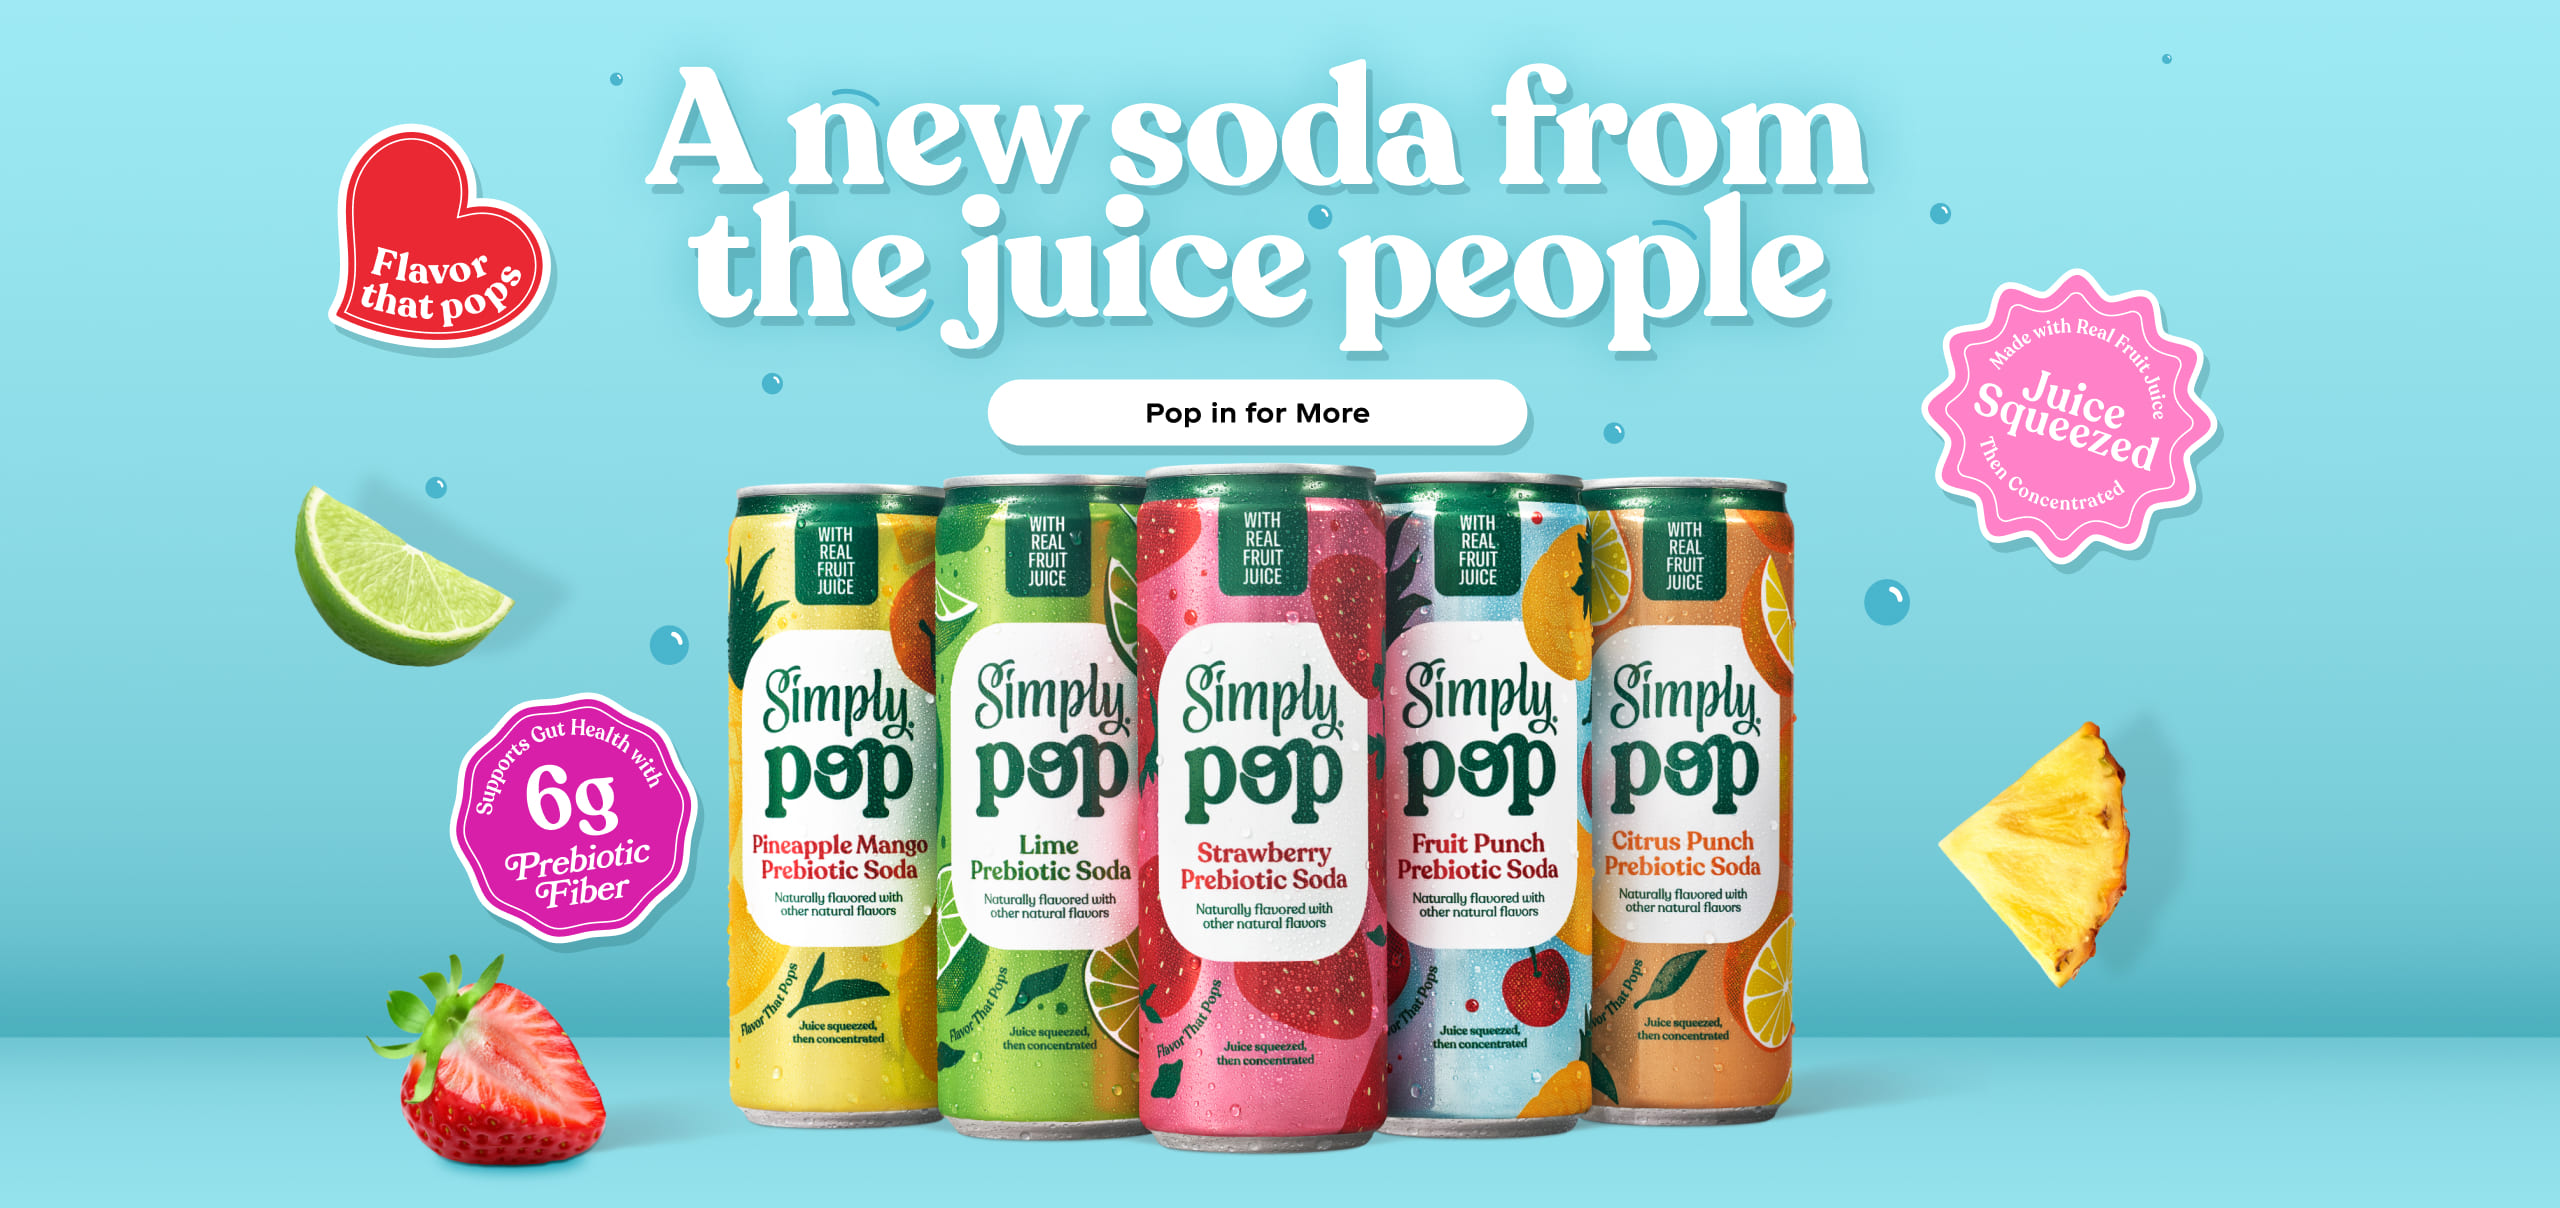 A new soda from
the juice people
Pop in for More
Flavor
that pops
Made with Real Fruit Juice
Juice
Squeezed
Then Concentrated
Supports Gut Health with
6g
Prebiotic
Fiber
WITH
REAL
FRUIT
JUICE
Simply
pop
Pineapple Mango
Prebiotic Soda
Naturally flavored with
other natural flavors
Flavor That Pops
Juice squeezed,
then concentrated
WITH
REAL
FRUIT
JUICE
Simply
pop
Lime
Prebiotic Soda
Naturally flavored with
other natural flavors
Flavor That Pops
Juice squeezed,
then concentrated
WITH
REAL
FRUIT
JUICE
Simply
pop
Strawberry
Prebiotic Soda
Naturally flavored with
other natural flavors
Flavor That Pops
Juice squeezed,
then concentrated
WITH
REAL
FRUIT
JUICE
Simply
pop
Fruit Punch
Prebiotic Soda
Naturally flavored with
other natural flavors
That Pops
Juice squeezed,
then concentrated
WITH
REAL
FRUIT
JUICE
Simply
pop
Citrus Punch
Prebiotic Soda
Naturally flavored with
other natural flavors
That Pops
Juice squeezed,
then concentrated